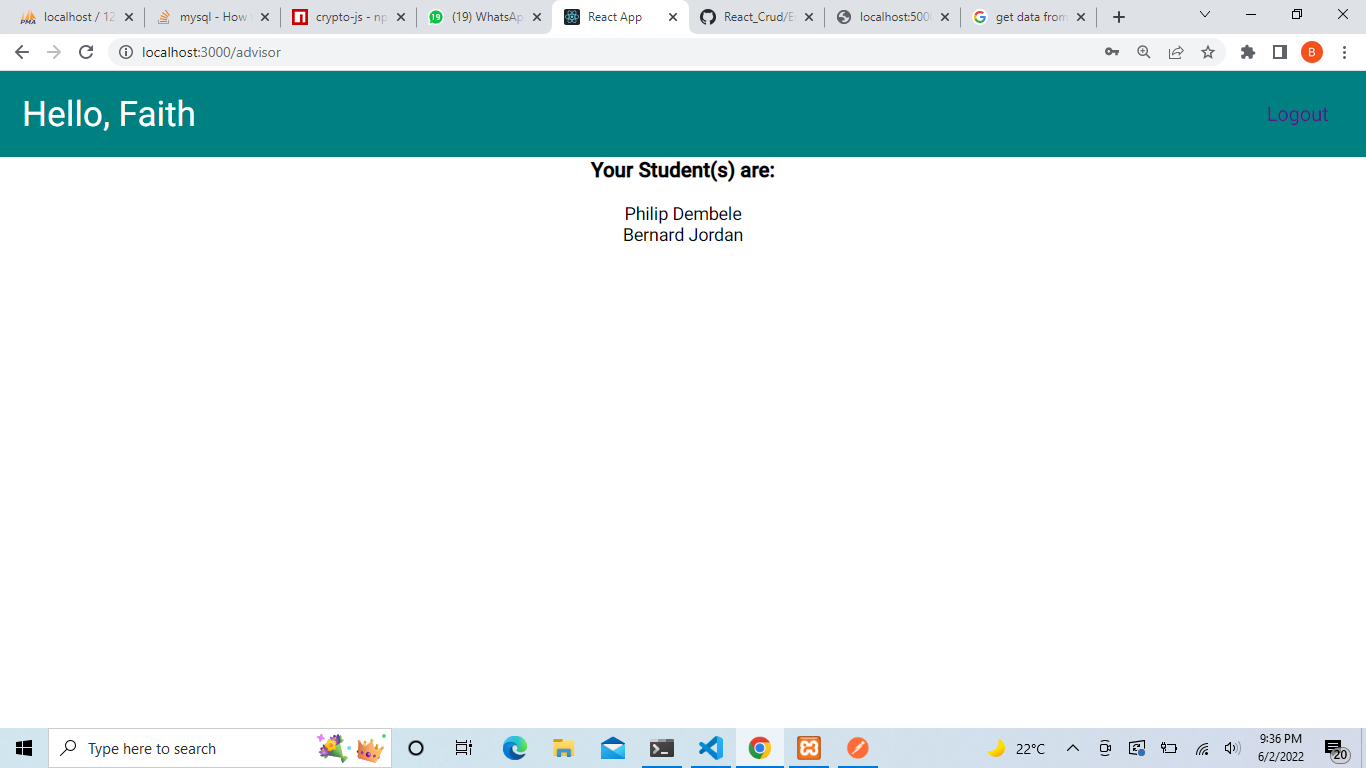 localhost / 12
mysql - How
crypto-js - np
(19) WhatsAp
React App
React_Crud/E
localhost:500
get data from
localhost:3000/advisor
B
Hello, Faith
Logout
Your Student(s) are:
Philip Dembele
Bernard Jordan
Type here to search
22°C
9:36 PM
6/2/2022
20